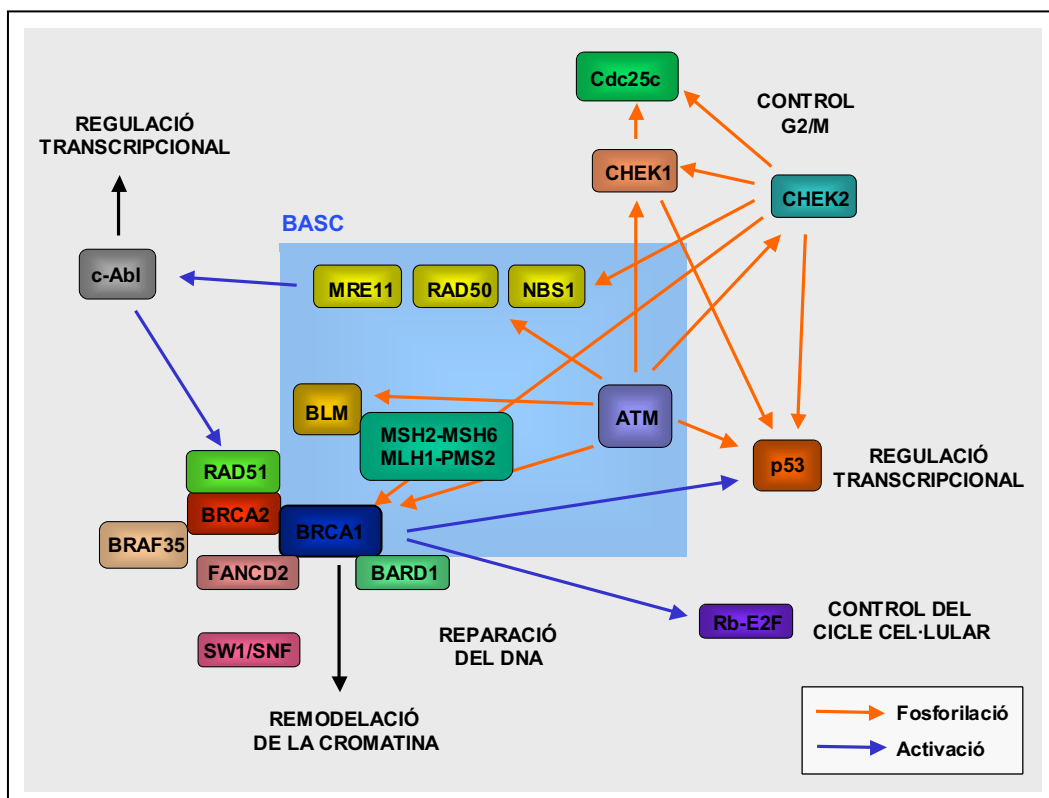 Cdc25c
CONTROL
G2/M
REGULACIÓ
TRANSCRIPCIONAL
CHEK1
CHEK2
BASC
c-Abl
MRE11
RAD50
NBS1
BLM
ATM
MSH2-MSH6
MLH1-PMS2
RAD51
p53
REGULACIÓ
TRANSCRIPCIONAL
BRCA2
BRCA1
BRAF35
FANCD2
BARD1
Rb-E2F
CONTROL DEL
CICLE CEL·LULAR
REPARACIÓ
DEL DNA
SW1/SNF
REMODELACIÓ
DE LA CROMATINA
Fosforilació
Activació